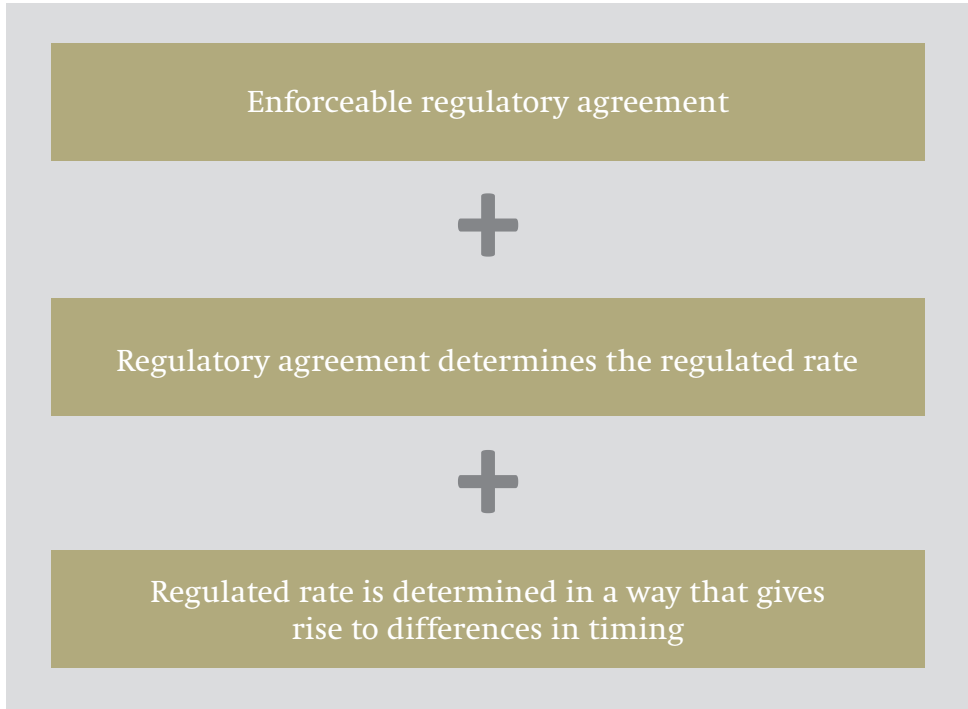 Enforceable regulatory agreement
+
Regulatory agreement determines the regulated rate
+
Regulated rate is determined in a way that gives
rise to differences in timing